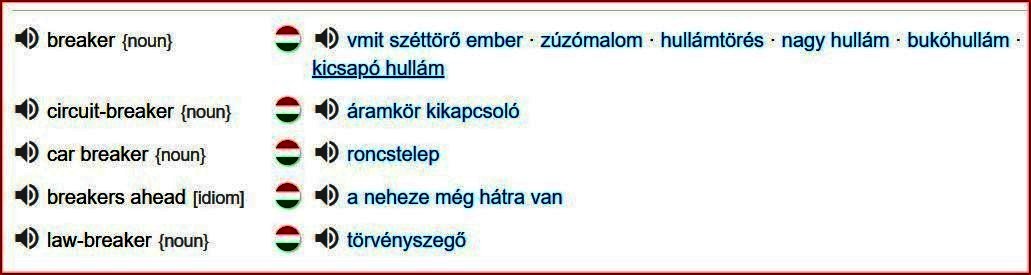 breaker {noun} vmit széttörő ember · zúzómalom · hullámtörés · nagy hullám · bukóhullám ·
kicsapó hullám
circuit-breaker {noun} áramkör kikapcsoló
car breaker {noun} roncstelep
breakers ahead [idiom] a neheze még hátra van
law-breaker {noun} törvényszegő